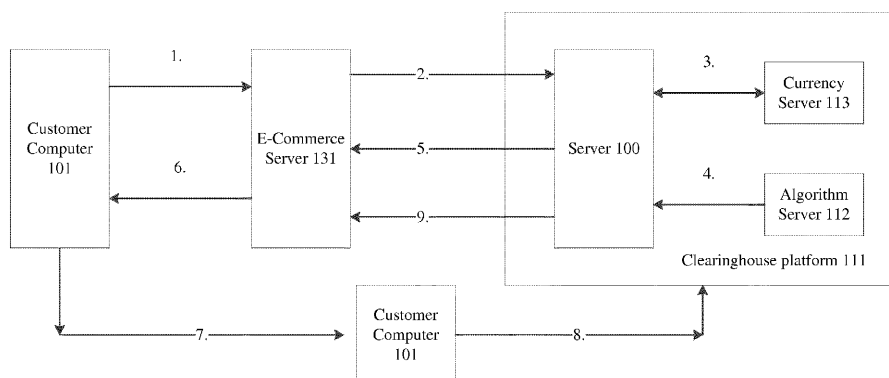 1.
2.
3.
Currency
Server 113
Customer
Computer
101
E-Commerce
Server 131
5.
Server 100
6.
4.
Algorithm
Server 112
9.
Clearinghouse platform 111
7.
Customer
Computer
101
8.